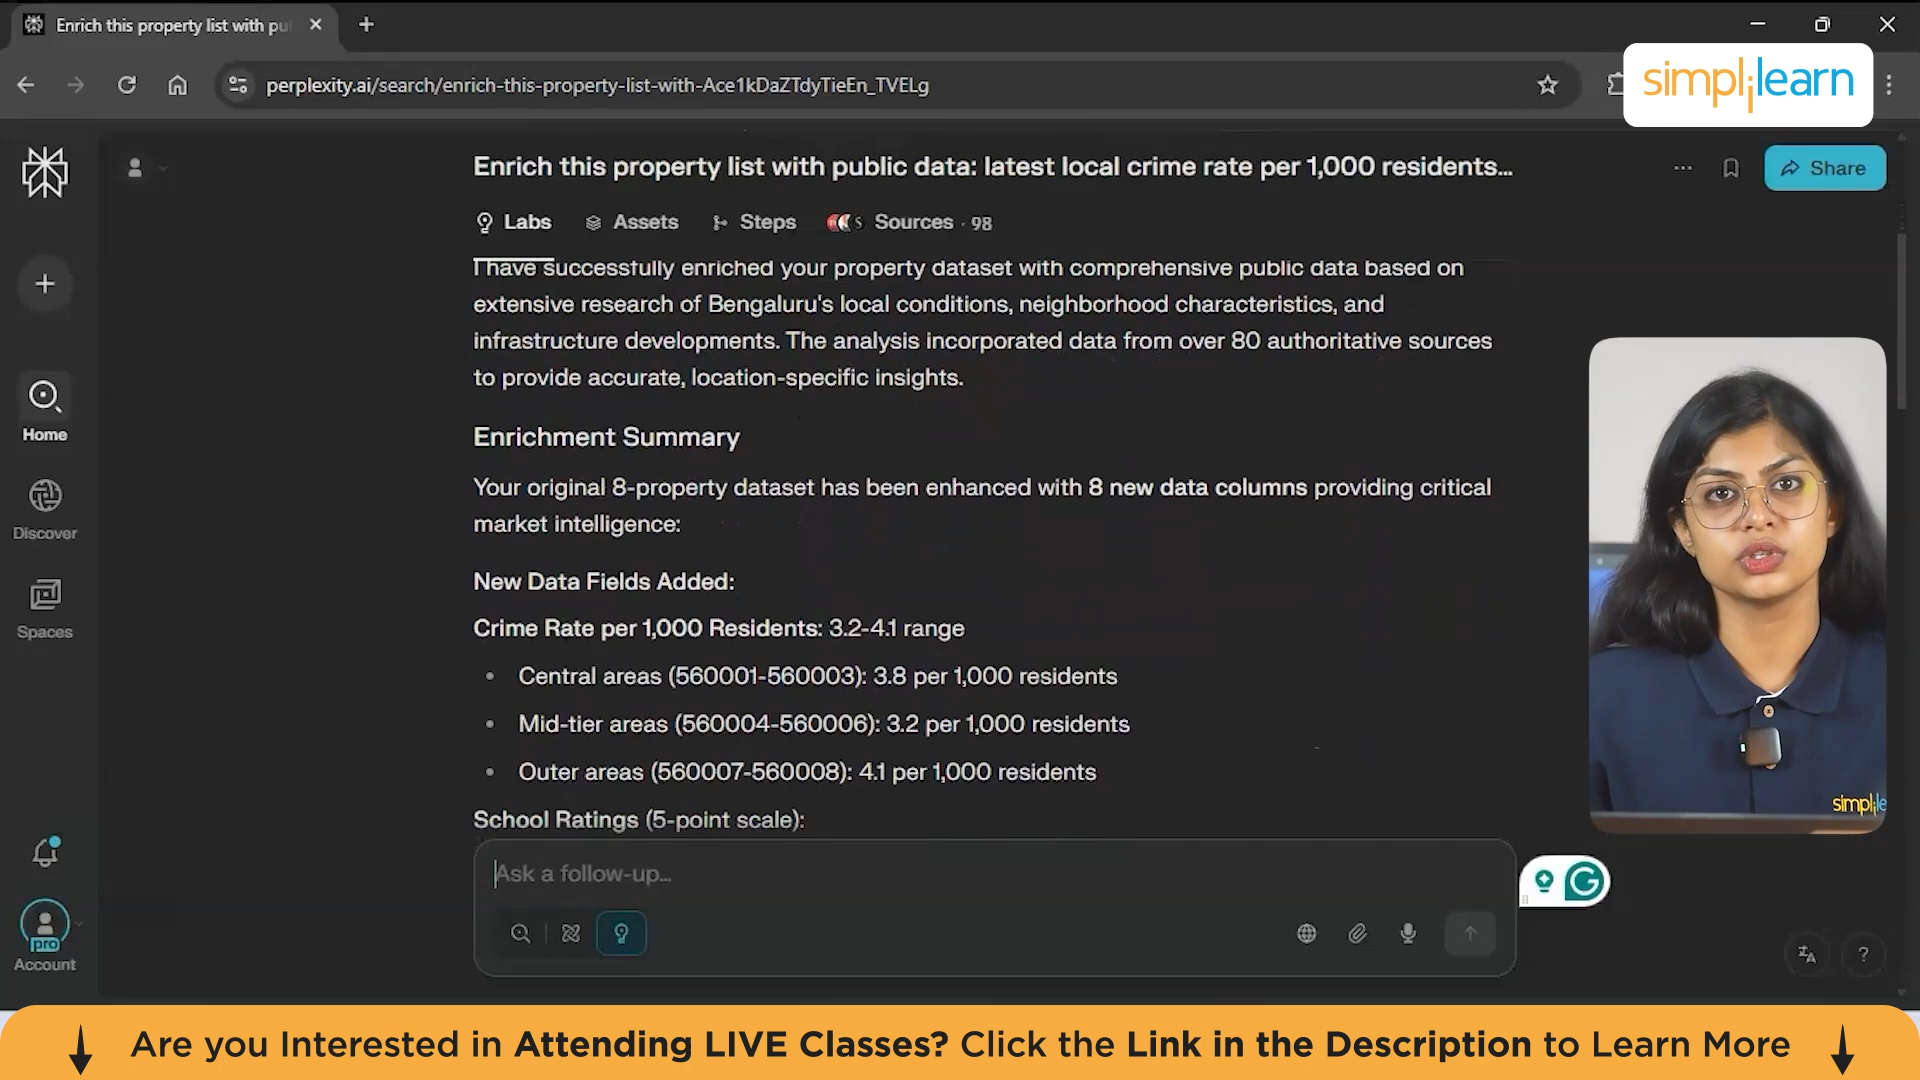 Enrich this property list with pu
perplexity.ai/search/enrich-this-property-list-with-Ace1kDaZTdyTieEn_TVELg
simplilearn
Enrich this property list with public data: latest local crime rate per 1,000 residents...
Share
Labs
Assets
Steps
Sources · 98
I have successfully enriched your property dataset with comprehensive public data based on
extensive research of Bengaluru's local conditions, neighborhood characteristics, and
infrastructure developments. The analysis incorporated data from over 80 authoritative sources
to provide accurate, location-specific insights.
Enrichment Summary
Your original 8-property dataset has been enhanced with 8 new data columns providing critical
market intelligence:
New Data Fields Added:
Crime Rate per 1,000 Residents: 3.2-4.1 range
• Central areas (560001-560003): 3.8 per 1,000 residents
• Mid-tier areas (560004-560006): 3.2 per 1,000 residents
• Outer areas (560007-560008): 4.1 per 1,000 residents
School Ratings (5-point scale):
Ask a follow-up...
Home
Discover
Spaces
pro
Account
simplile
?
Are you Interested in Attending LIVE Classes? Click the Link in the Description to Learn More